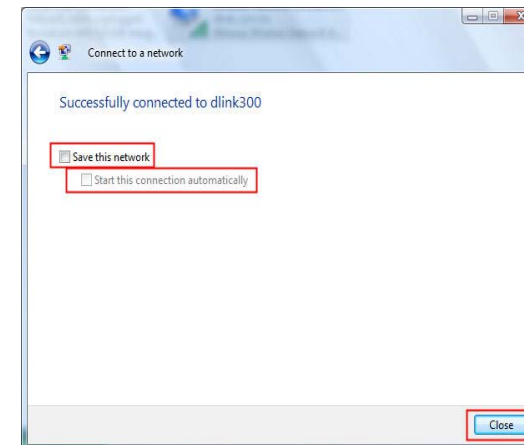 Connect to a network
Successfully connected to dlink300
Save this network
Start this connection automatically
Close